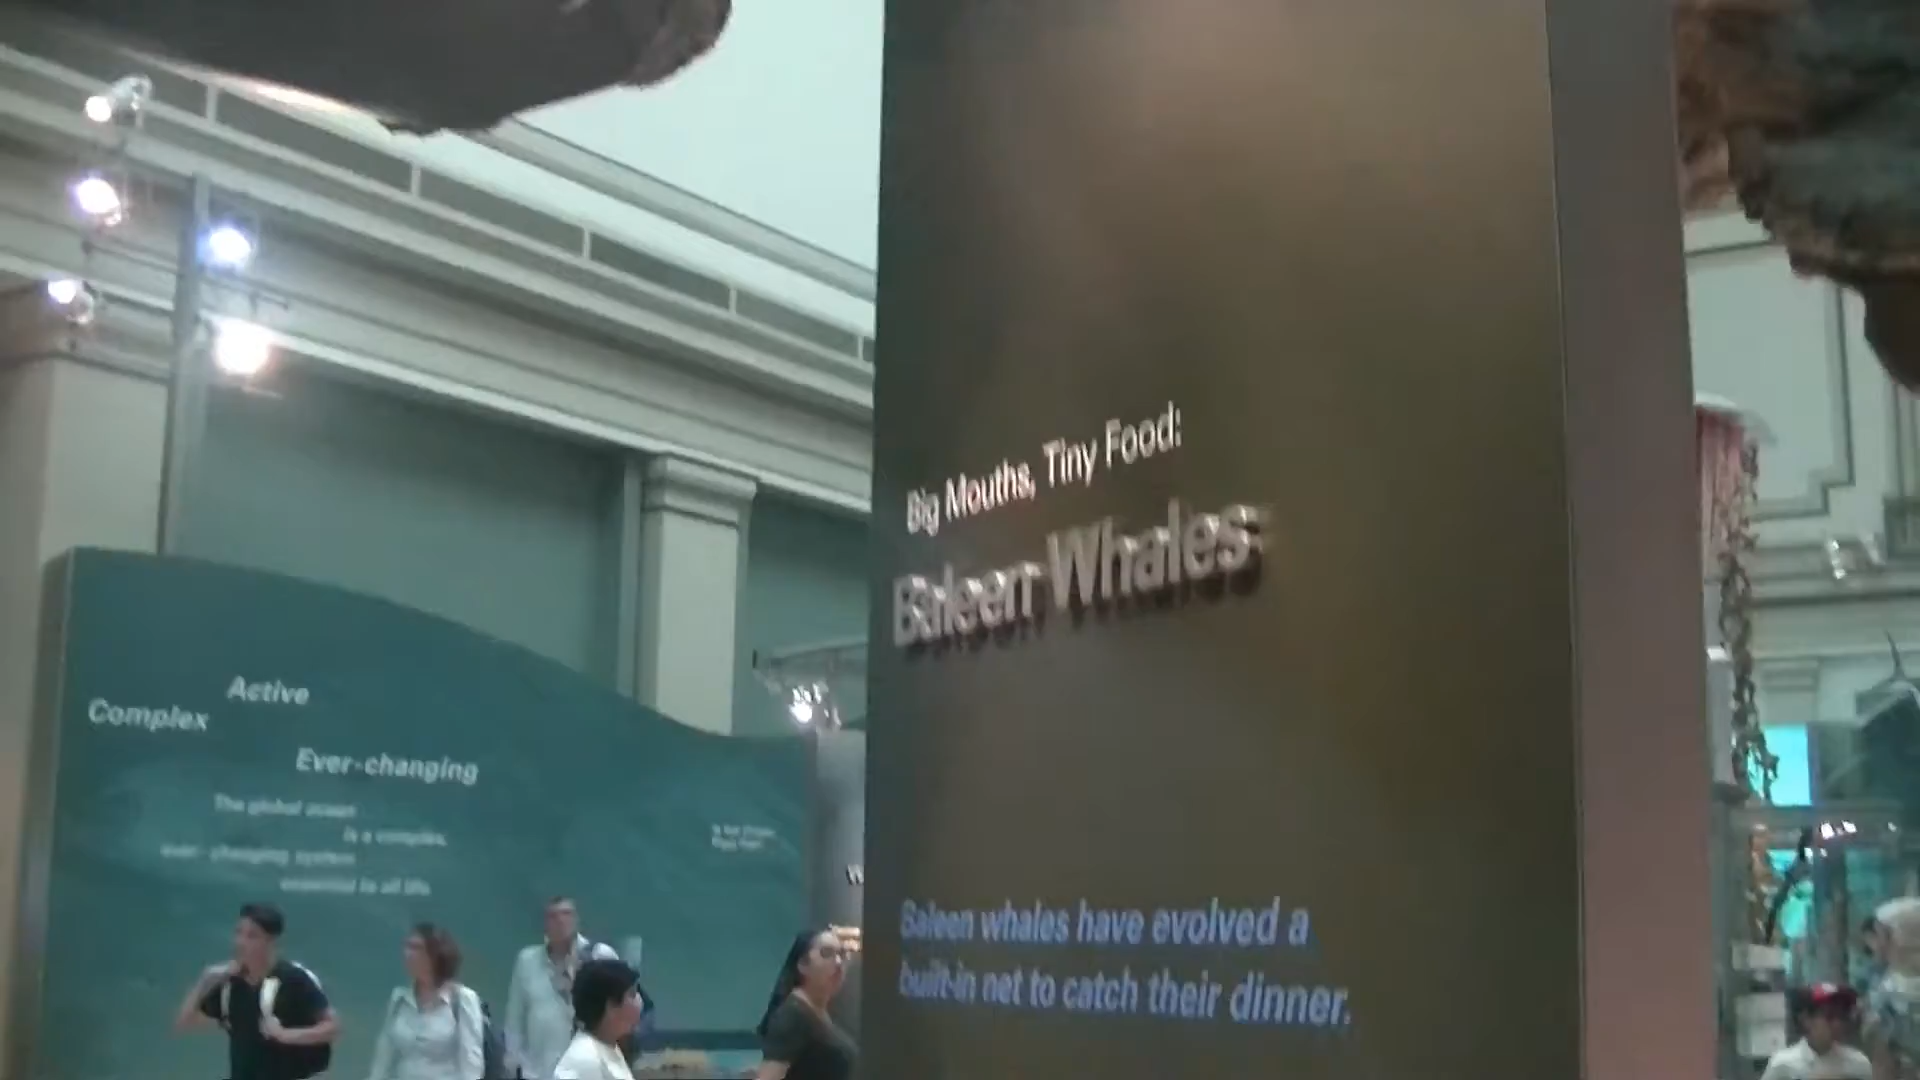 Big Mouths, Tiny Food:
Baleen Whales
Baleen whales have evolved a
built-in net to catch their dinner.
Active
Complex
Ever-changing
The global ocean
is a complex,
ever-changing system
essential to all life